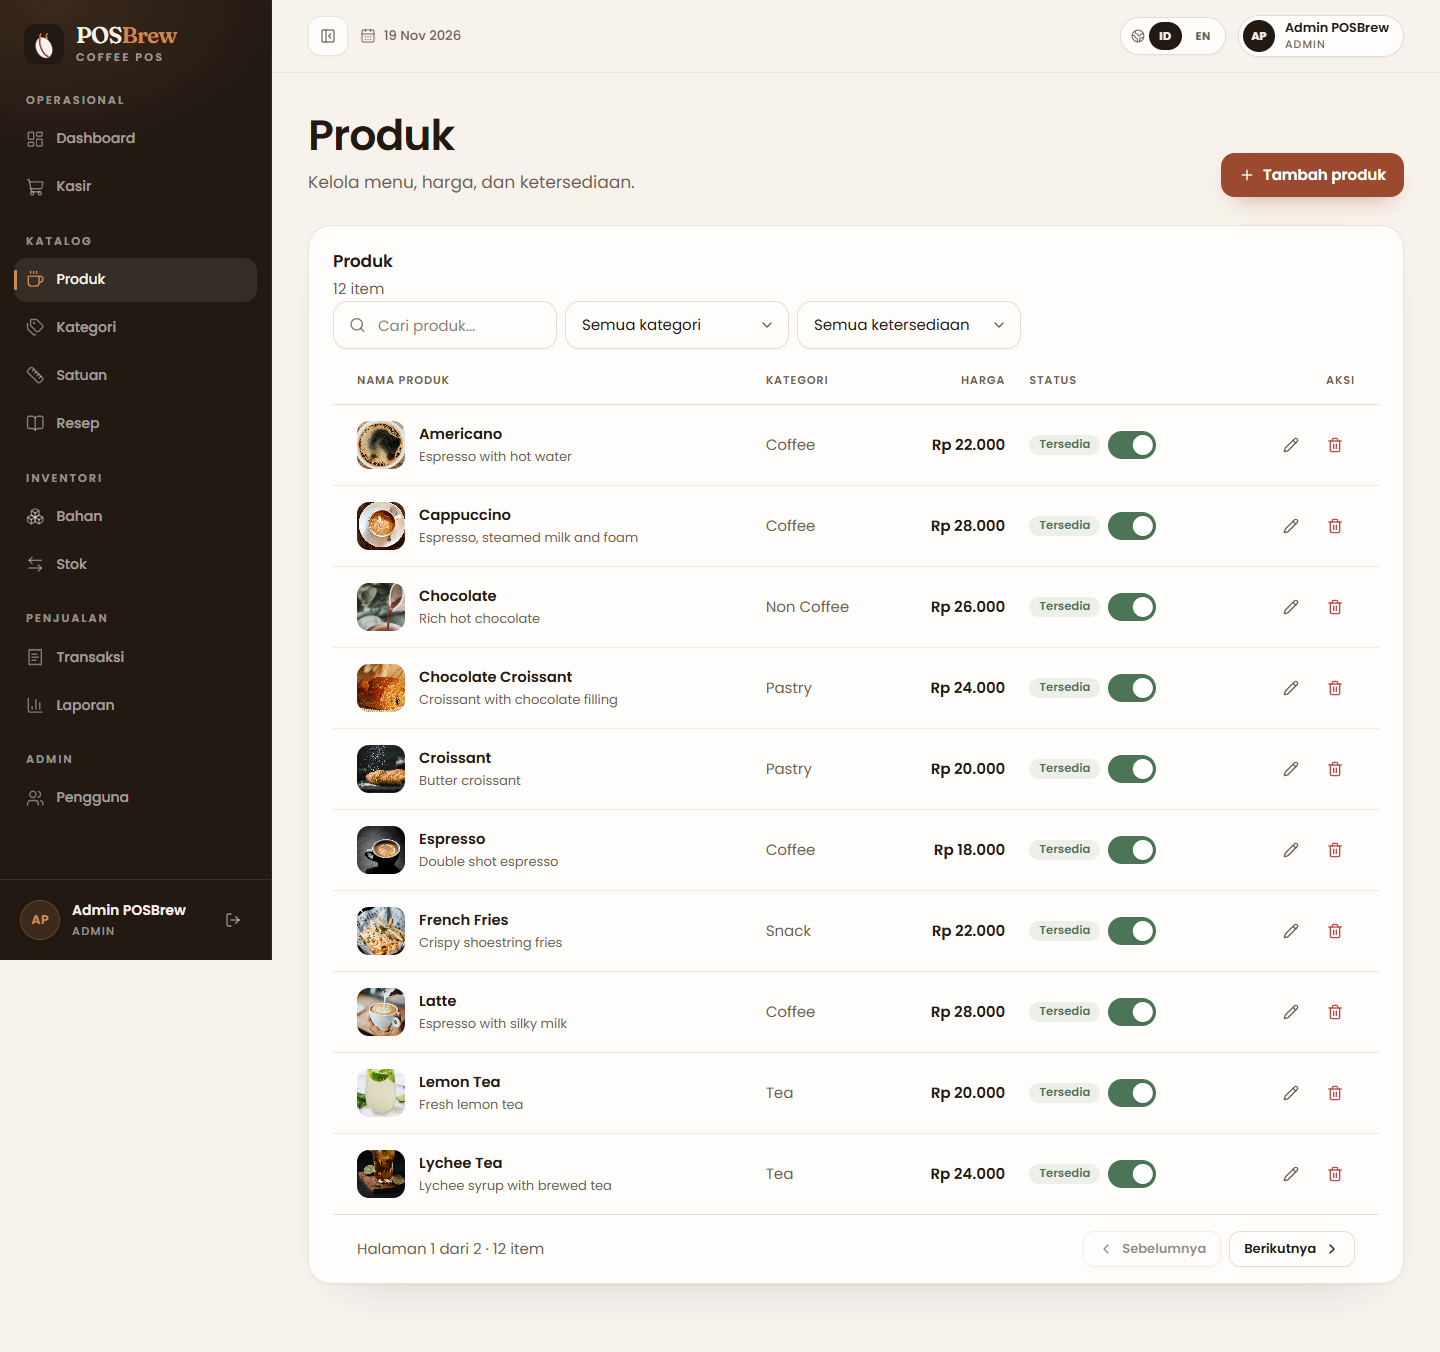 POSBrew
COFFEE POS
OPERASIONAL
Dashboard
Kasir
KATALOG
Produk
Kategori
Satuan
Resep
INVENTORI
Bahan
Stok
PENJUALAN
Transaksi
Laporan
ADMIN
Pengguna
AP
Admin POSBrew
ADMIN
19 Nov 2026
ID EN
AP
Admin POSBrew
ADMIN
Produk
Kelola menu, harga, dan ketersediaan.
Tambah produk
Produk
12 item
Cari produk...
Semua kategori
Semua ketersediaan
NAMA PRODUK KATEGORI HARGA STATUS AKSI
Americano
Espresso with hot water
Coffee Rp 22.000 Tersedia
Cappuccino
Espresso, steamed milk and foam
Coffee Rp 28.000 Tersedia
Chocolate
Rich hot chocolate
Non Coffee Rp 26.000 Tersedia
Chocolate Croissant
Croissant with chocolate filling
Pastry Rp 24.000 Tersedia
Croissant
Butter croissant
Pastry Rp 20.000 Tersedia
Espresso
Double shot espresso
Coffee Rp 18.000 Tersedia
French Fries
Crispy shoestring fries
Snack Rp 22.000 Tersedia
Latte
Espresso with silky milk
Coffee Rp 28.000 Tersedia
Lemon Tea
Fresh lemon tea
Tea Rp 20.000 Tersedia
Lychee Tea
Lychee syrup with brewed tea
Tea Rp 24.000 Tersedia
Halaman 1 dari 2 · 12 item
Sebelumnya
Berikutnya